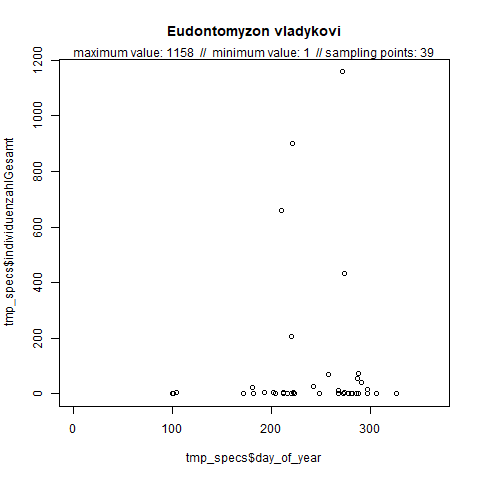 Eudontomyzon vladykovi
maximum value: 1158 // minimum value: 1 // sampling points: 39
tmp_specs$individuenzahlGesamt
1200
1000
800
600
400
200
0
0 100 200 300
tmp_specs$day_of_year